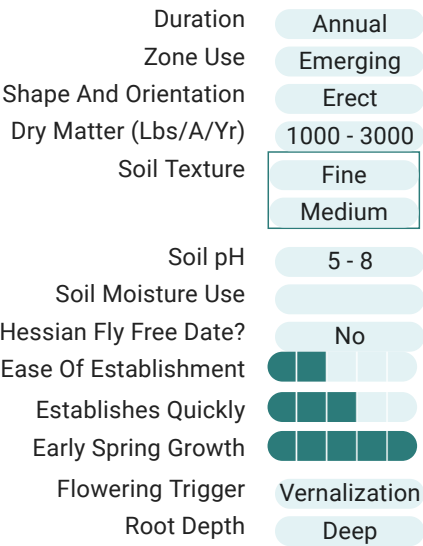 Duration Annual
Zone Use Emerging
Shape And Orientation Erect
Dry Matter (Lbs/A/Yr) 1000 - 3000
Soil Texture Fine
Medium
Soil pH 5 - 8
Soil Moisture Use
Hessian Fly Free Date? No
Ease Of Establishment
Establishes Quickly
Early Spring Growth
Flowering Trigger Vernalization
Root Depth Deep